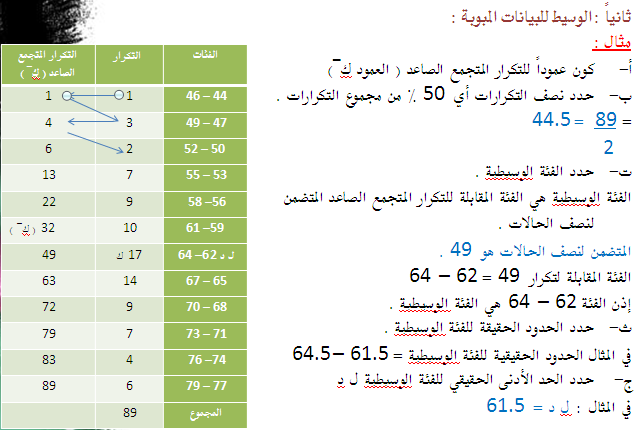 ثانياً : الوسيط للبيانات المبوبة :
مثال :
أ- كون عموداً للتكرار المتجمع الصاعد ( العمود كَ )
ب- حدد نصف التكرارات أي 50 ٪ من مجموع التكرارات .
= 89 = 44.5
2
ت- حدد الفئة الوسيطية .
الفئة الوسيطية هي الفئة المقابلة للتكرار المتجمع الصاعد المتضمن
لنصف الحالات .
المتضمن لنصف الحالات هو 49 .
الفئة المقابلة لتكرار 49 = 62 – 64
إذن الفئة 62 – 64 هي الفئة الوسيطية .
ث- حدد الحدود الحقيقة للفئة الوسيطية .
في المثال الحدود الحقيقية للفئة الوسيطية = 61.5 – 64.5
ج- حدد الحد الأدنى الحقيقي للفئة الوسيطية ل د
في المثال : ل د = 61.5
الفئات التكرار التكرار المتجمع الصاعد (كَ)
44 – 46 1 1
47 – 49 3 4
50 – 52 2 6
53 – 55 7 13
56– 58 9 22
59– 61 10 32 (كَ)
ل د 62– 64 17 ك 49
65 – 67 14 63
68 – 70 9 72
71 – 73 7 79
74 –76 4 83
77 – 79 6 89
المجموع 89